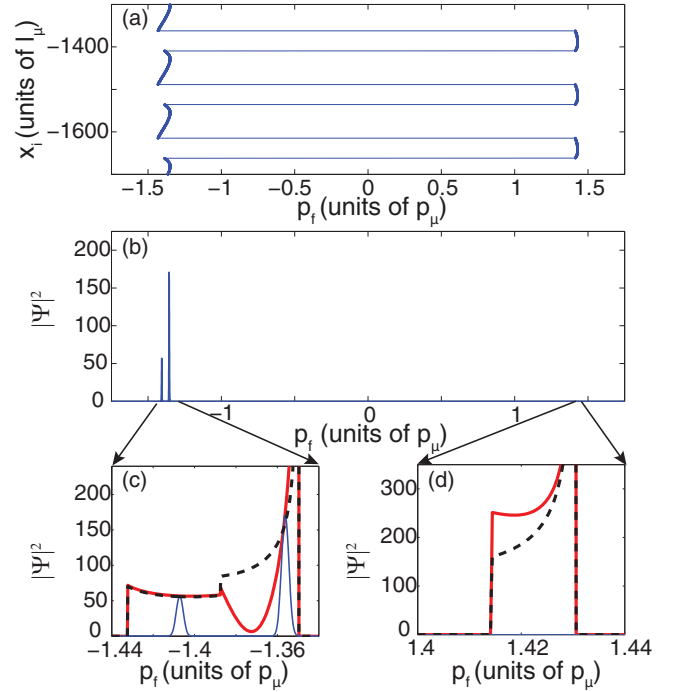 (a)
x_i (units of l_μ)
−1400
−1600
−1.5 −1 −0.5 0 0.5 1 1.5
p_f (units of p_μ)
(b)
|Ψ|²
200
150
100
50
0
−1 0 1
p_f (units of p_μ)
(c)
|Ψ|²
200
150
100
50
0
−1.44 −1.4 −1.36
p_f (units of p_μ)
(d)
|Ψ|²
300
200
100
0
1.4 1.42 1.44
p_f (units of p_μ)